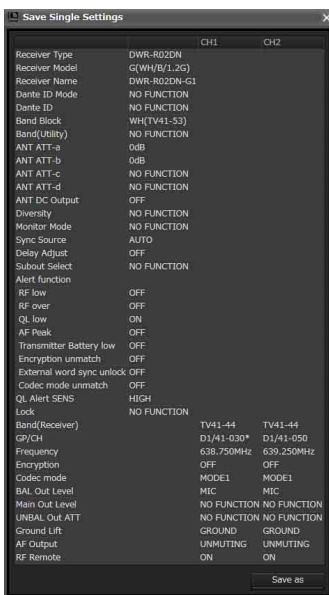 Save Single Settings
CH1 CH2
Receiver Type DWR-R02DN
Receiver Model G(WH/B/1.2G)
Receiver Name DWR-R02DN-G1
Dante ID Mode NO FUNCTION
Dante ID NO FUNCTION
Band Block WH(TV41-53)
Band(Utility) NO FUNCTION
ANT ATT-a 0dB
ANT ATT-b 0dB
ANT ATT-c NO FUNCTION
ANT ATT-d NO FUNCTION
ANT DC Output OFF
Diversity NO FUNCTION
Monitor Mode NO FUNCTION
Sync Source AUTO
Delay Adjust OFF
Subout Select NO FUNCTION
Alert function
RF low OFF
RF over OFF
QL low ON
AF Peak OFF
Transmitter Battery low OFF
Encryption unmatch OFF
External word sync unlock OFF
Codec mode unmatch OFF
QL Alert SENS HIGH
Lock NO FUNCTION
Band(Receiver) TV41-44 TV41-44
GP/CH D1/41-030* D1/41-050
Frequency 638.750MHz 639.250MHz
Encryption OFF OFF
Codec mode MODE1 MODE1
BAL Out Level MIC MIC
Main Out Level NO FUNCTION NO FUNCTION
UNBAL Out ATT NO FUNCTION NO FUNCTION
Ground Lift GROUND GROUND
AF Output UNMUTING UNMUTING
RF Remote ON ON
Save as